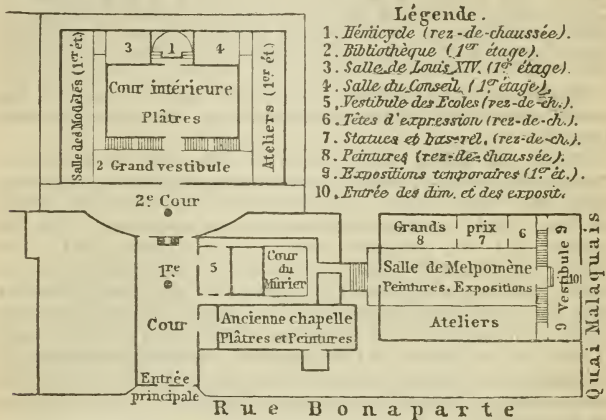 Légende.
1. Hémicycle (rez-de-chaussée).
2. Bibliothèque (1er étage).
3. Salle de Louis XIV. (1er étage).
4. Salle du Conseil. (1er étage).
5. Vestibule des Ecoles (rez-de-ch.).
6. Têtes d'expression (rez-de-ch.).
7. Statues et bas-rel. (rez-de-ch.).
8. Peintures (rez-de-chaussée).
9. Expositions temporaires (1er ét.).
10. Entrée des dim. et des exposit.
Salle des Modèles (1er ét)
3
1
4
Ateliers (1er ét)
Cour intérieure
Plâtres
2 Grand vestibule
2e Cour
1re
Cour
5
Cour
du
Mûrier
Ancienne chapelle
Plâtres et Peintures
Entrée
principale
Grands
8
prix
7
6
Salle de Melpomène
Peintures. Expositions
Ateliers
9 Vestibule 9
10
Quai Malaquais
Rue Bonaparte